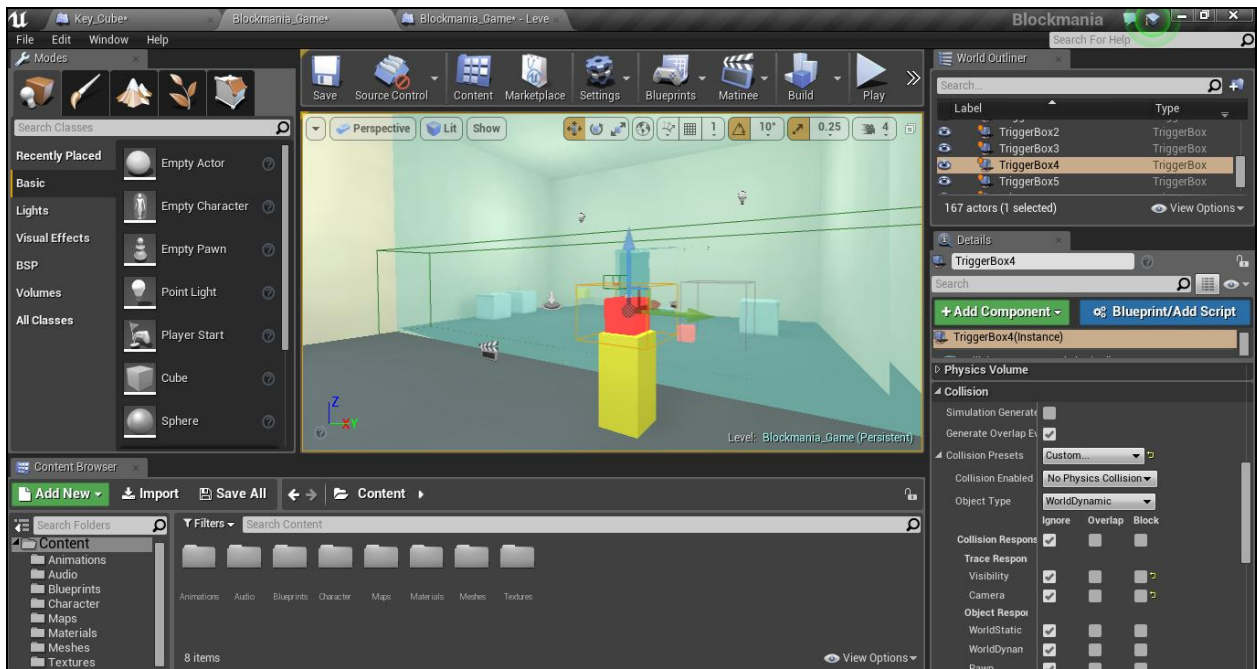 Key_Cube*
Blockmania_Game*
Blockmania_Game* - Leve
Blockmania
File Edit Window Help
Search For Help
Modes
Search Classes
Recently Placed
Basic
Lights
Visual Effects
BSP
Volumes
All Classes
Empty Actor
Empty Character
Empty Pawn
Point Light
Player Start
Cube
Sphere
Save
Source Control
Content
Marketplace
Settings
Blueprints
Matinee
Build
Play
Perspective
Lit
Show
10°
0.25
4
Z
X Y
Level: Blockmania_Game (Persistent)
World Outliner
Search...
Label Type
TriggerBox2 TriggerBox
TriggerBox3 TriggerBox
TriggerBox4 TriggerBox
TriggerBox5 TriggerBox
167 actors (1 selected) View Options
Details
TriggerBox4
Search
+ Add Component
Blueprint/Add Script
TriggerBox4(Instance)
Physics Volume
Collision
Simulation Generate
Generate Overlap Ev
Collision Presets Custom...
Collision Enabled No Physics Collision
Object Type WorldDynamic
Ignore Overlap Block
Collision Respons
Trace Respon
Visibility
Camera
Object Respon
WorldStatic
WorldDynan
Pawn
Content Browser
Add New Import Save All Content
Search Folders
Filters Search Content
Content
Animations
Audio
Blueprints
Character
Maps
Materials
Meshes
Textures
Animations Audio Blueprints Character Maps Materials Meshes Textures
8 items View Options